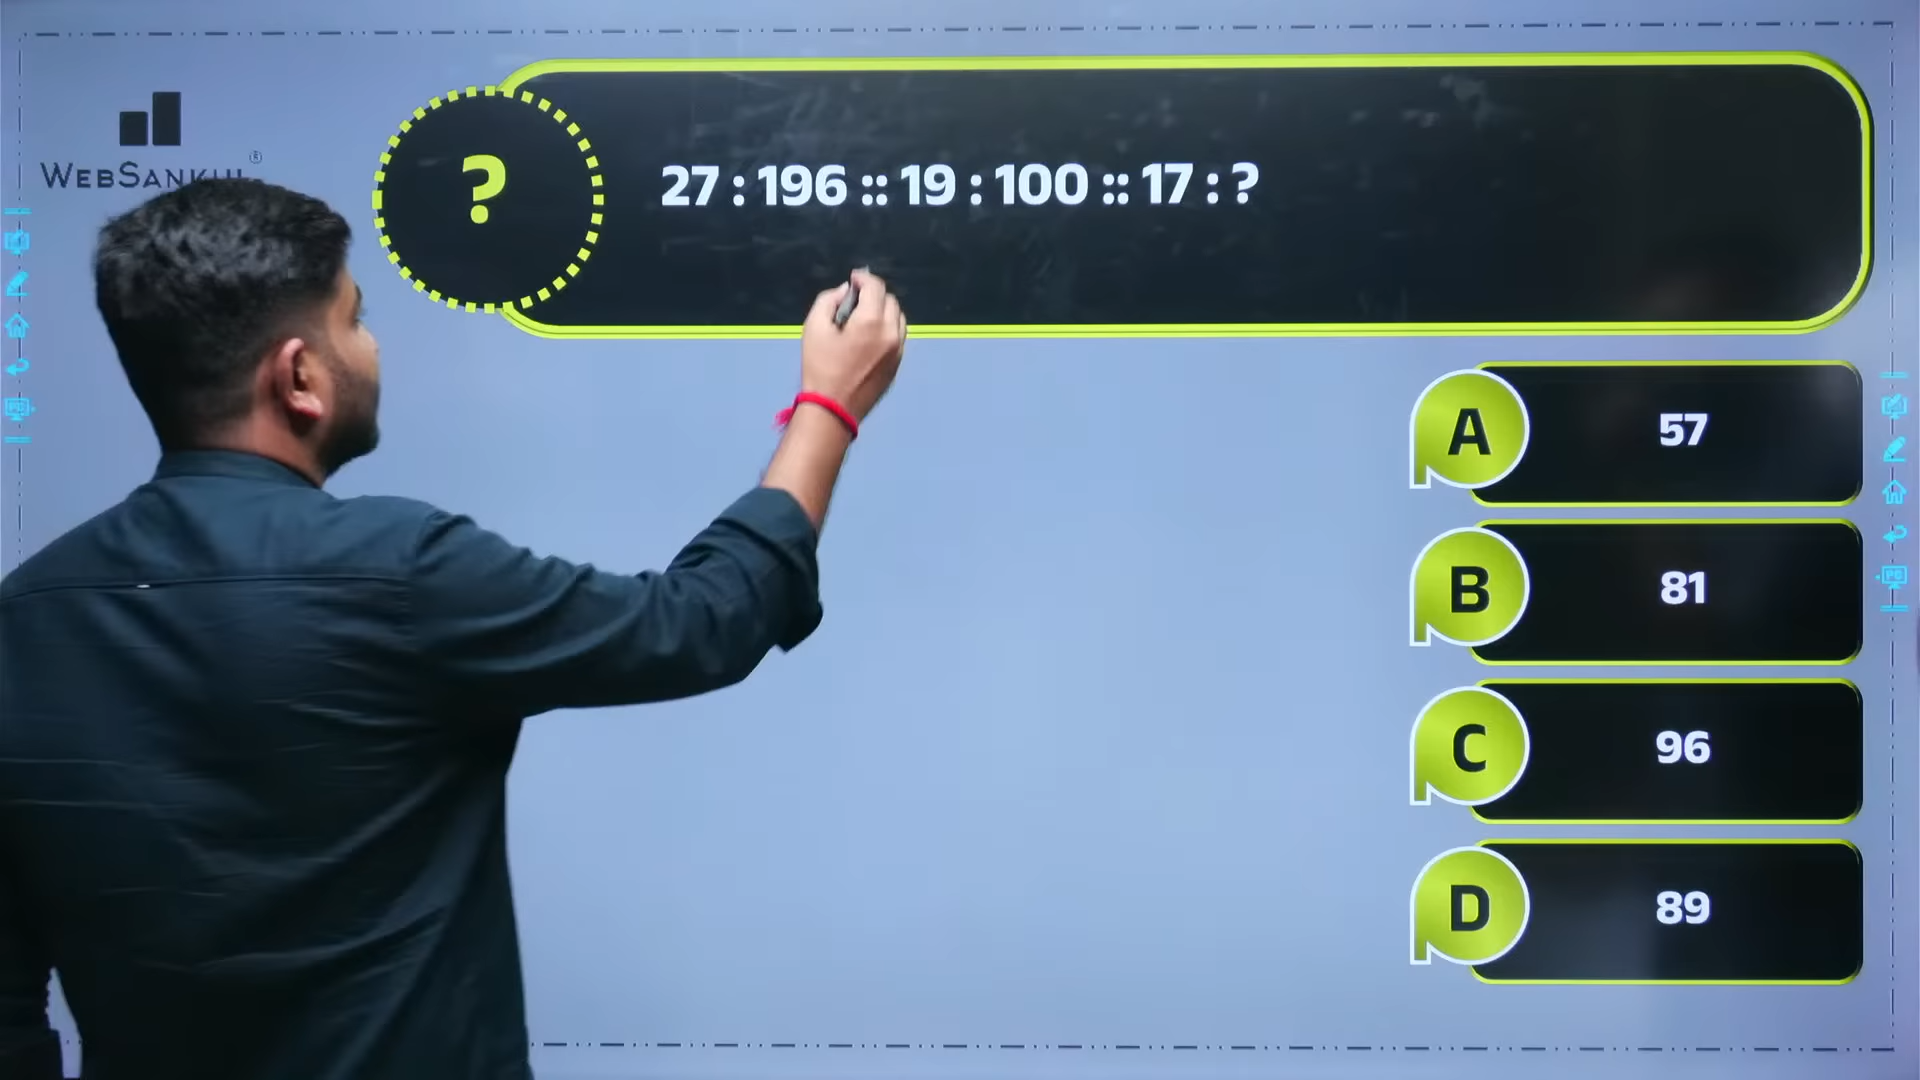 WEBSANKUL
®
?
27 : 196 :: 19 : 100 :: 17 : ?
A 57
B 81
C 96
D 89